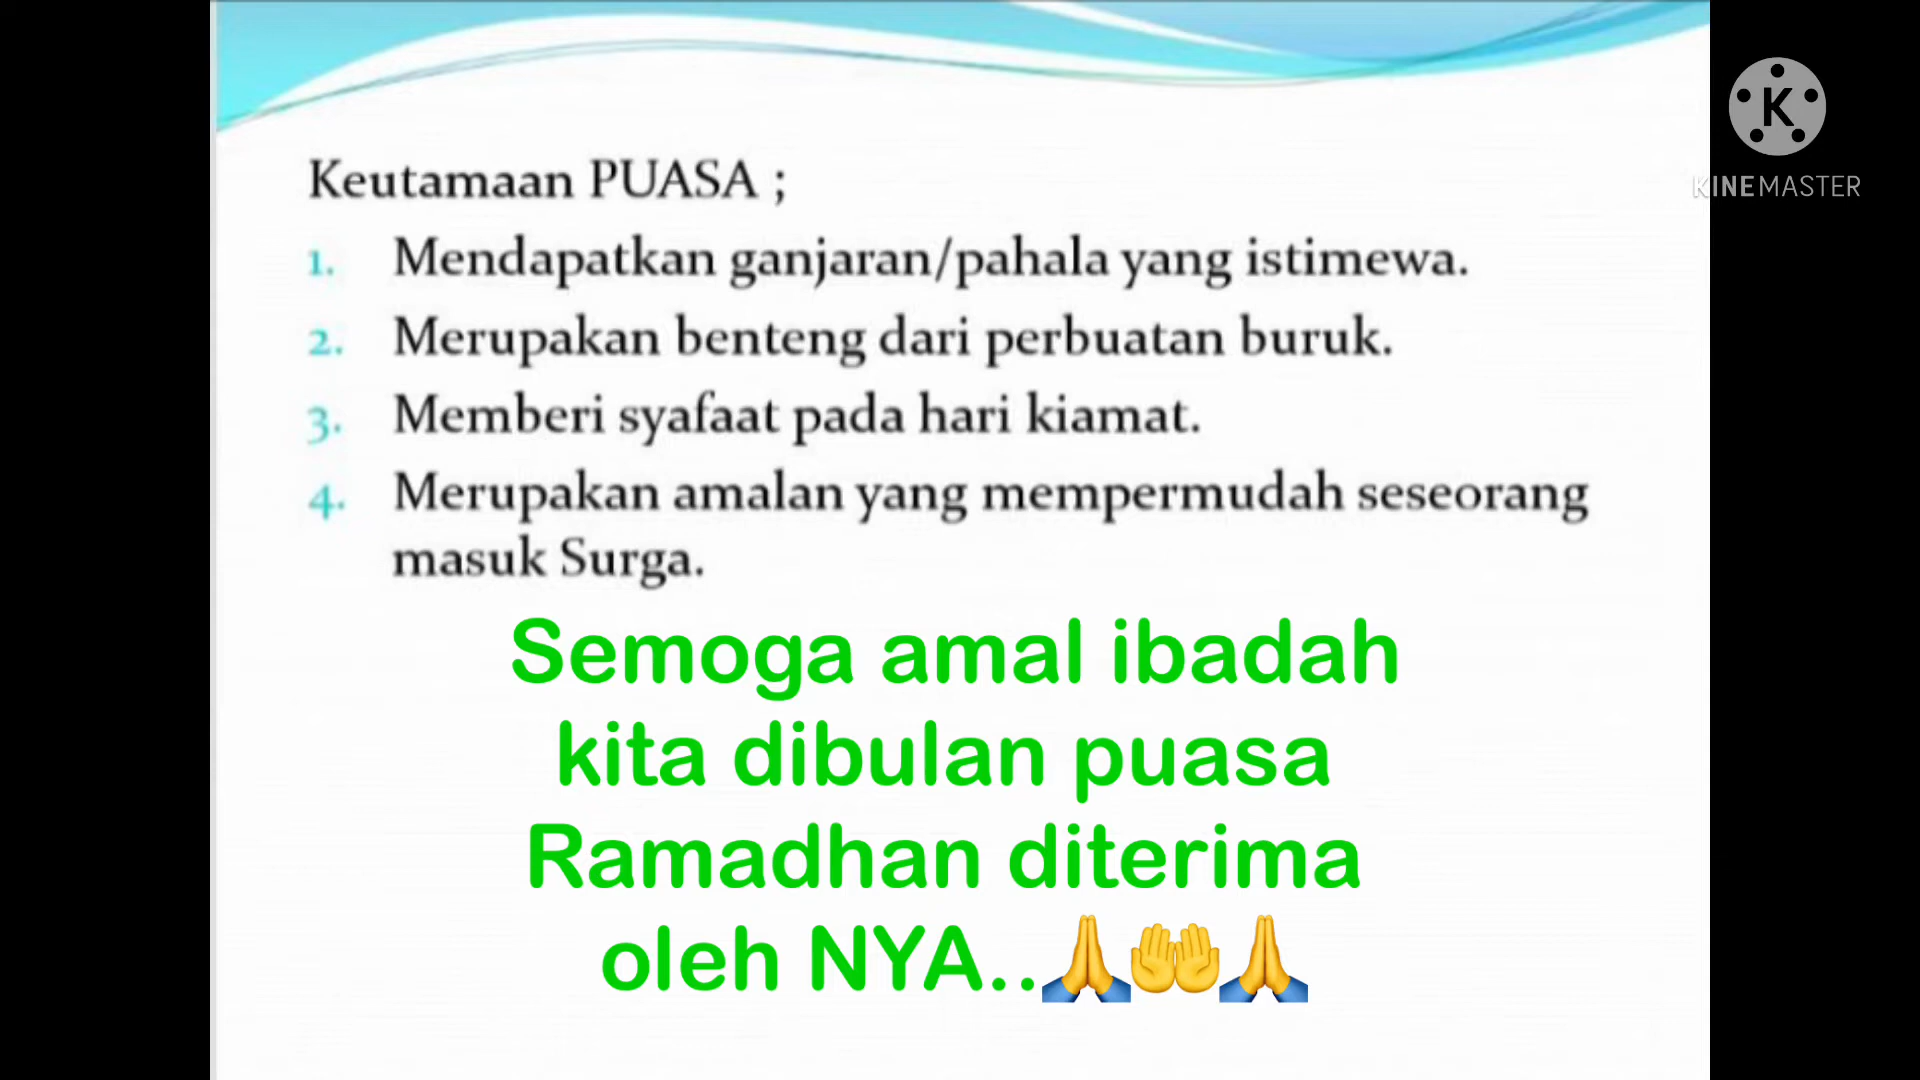 Keutamaan PUASA ;
1. Mendapatkan ganjaran/pahala yang istimewa.
2. Merupakan benteng dari perbuatan buruk.
3. Memberi syafaat pada hari kiamat.
4. Merupakan amalan yang mempermudah seseorang
masuk Surga.
Semoga amal ibadah
kita dibulan puasa
Ramadhan diterima
oleh NYA..🙏🤲🙏
K
KINEMASTER